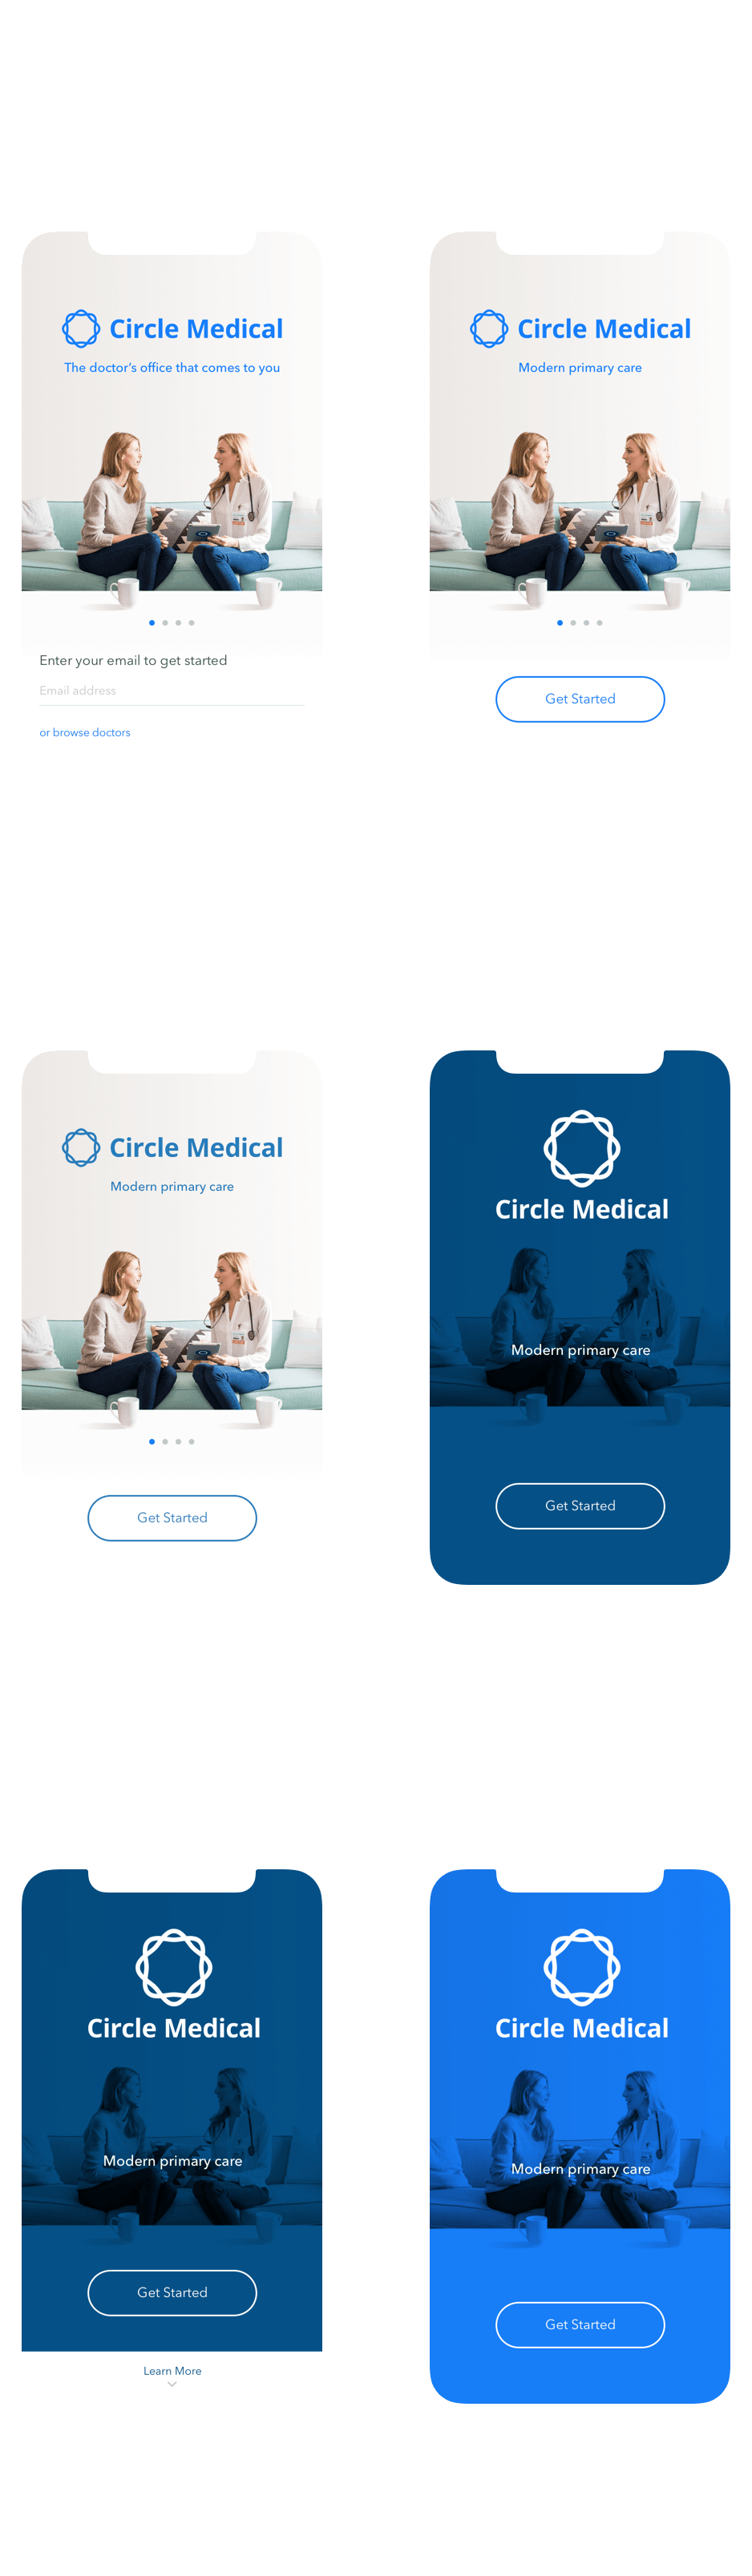 Circle Medical
The doctor's office that comes to you
Enter your email to get started
Email address
or browse doctors
Circle Medical
Modern primary care
Get Started
Circle Medical
Modern primary care
Get Started
Circle Medical
Modern primary care
Get Started
Circle Medical
Modern primary care
Get Started
Learn More
Circle Medical
Modern primary care
Get Started